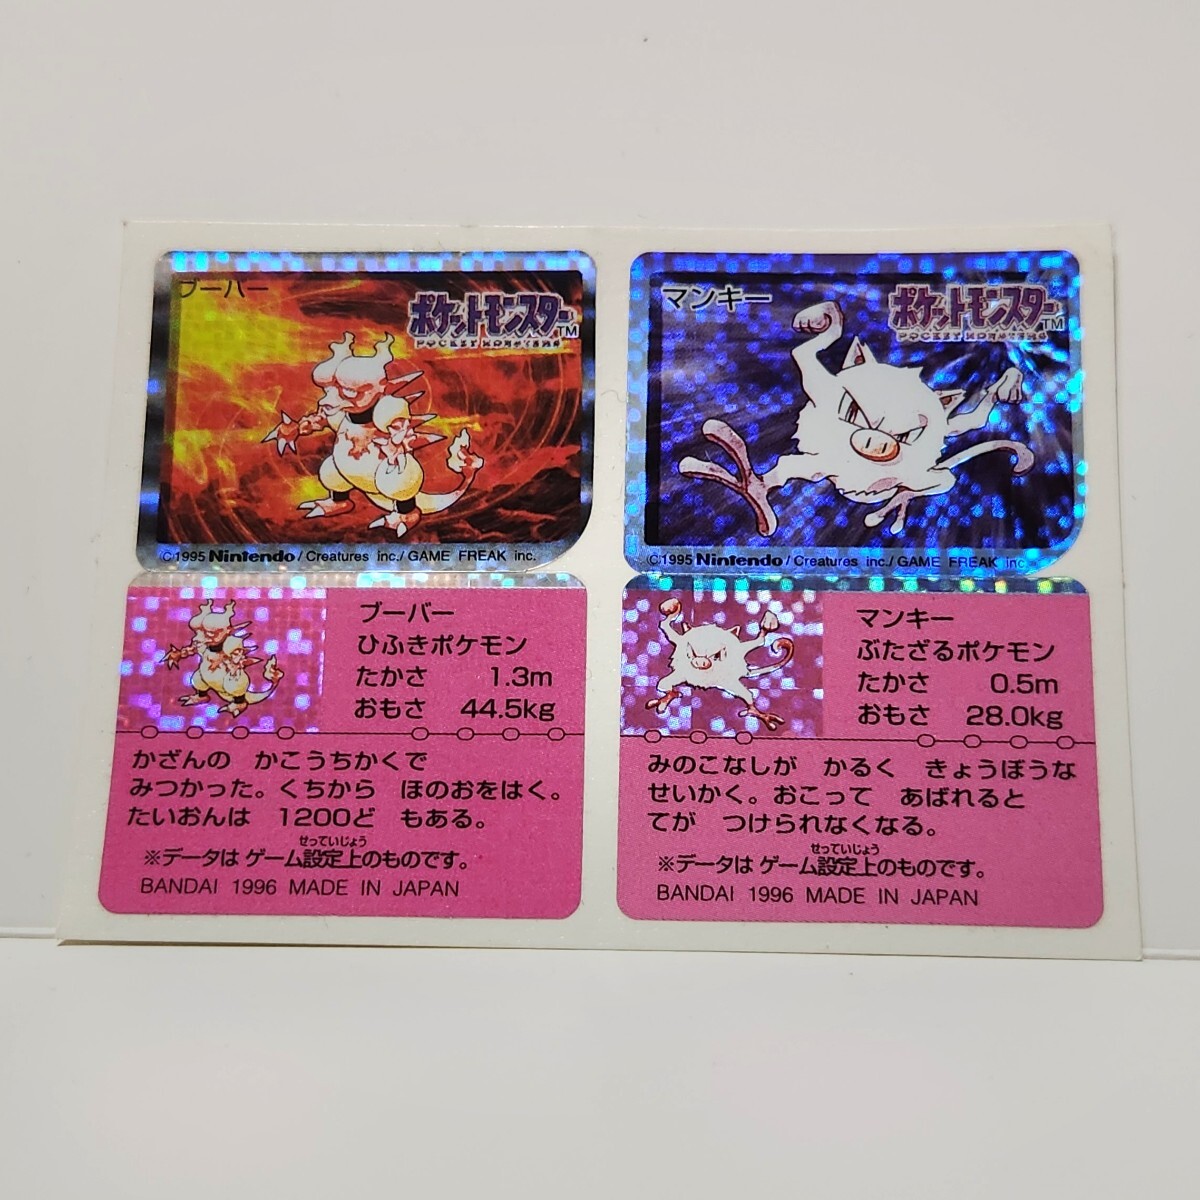 ブーバー
ポケットモンスターTM
POCKET MONSTERS
©1995 Nintendo / Creatures inc./ GAME FREAK inc.
ブーバー
ひふきポケモン
たかさ 1.3m
おもさ 44.5kg
かざんの かこうちかくで
みつかった。くちから ほのおをはく。
たいおんは 1200ど もある。
せっていじょう
※データは ゲーム設定上のものです。
BANDAI 1996 MADE IN JAPAN
マンキー
ポケットモンスターTM
POCKET MONSTERS
©1995 Nintendo / Creatures inc./ GAME FREAK inc.
マンキー
ぶたざるポケモン
たかさ 0.5m
おもさ 28.0kg
みのこなしが かるく きょうぼうな
せいかく。おこって あばれると
てが つけられなくなる。
せっていじょう
※データは ゲーム設定上のものです。
BANDAI 1996 MADE IN JAPAN